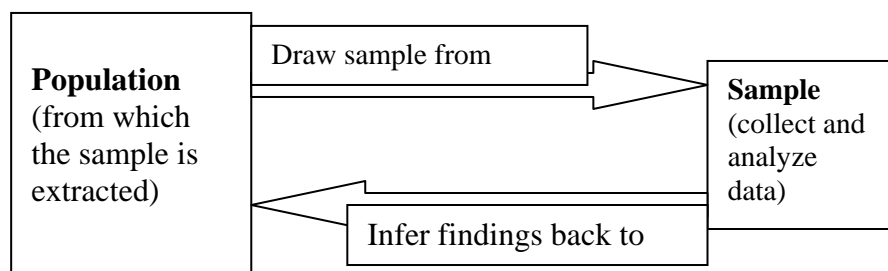 Population
(from which
the sample is
extracted)
Draw sample from
Sample
(collect and
analyze
data)
Infer findings back to